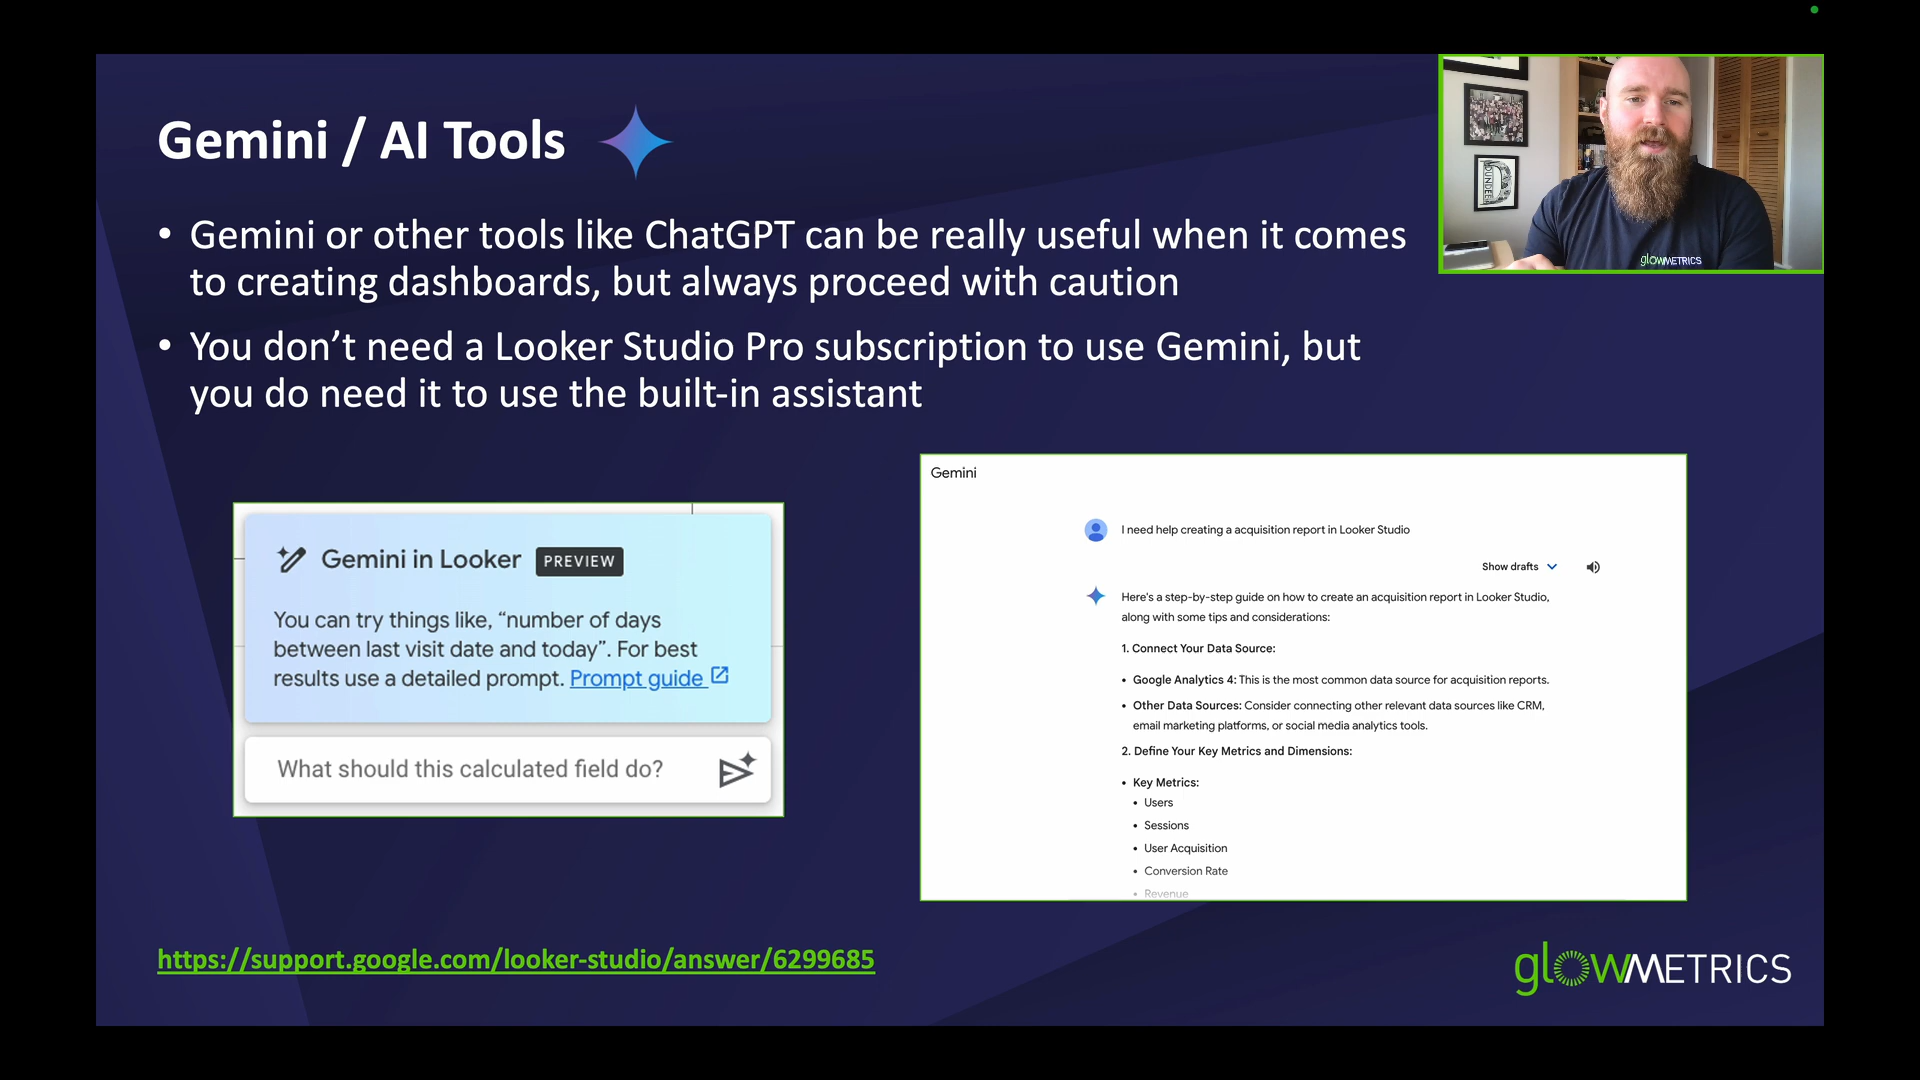 Gemini / AI Tools
• Gemini or other tools like ChatGPT can be really useful when it comes
to creating dashboards, but always proceed with caution
• You don’t need a Looker Studio Pro subscription to use Gemini, but
you do need it to use the built-in assistant
DUNDEE
glowMETRICS
Gemini in Looker PREVIEW
You can try things like, “number of days
between last visit date and today”. For best
results use a detailed prompt. Prompt guide
What should this calculated field do?
Gemini
I need help creating a acquisition report in Looker Studio
Show drafts
Here's a step-by-step guide on how to create an acquisition report in Looker Studio,
along with some tips and considerations:
1. Connect Your Data Source:
• Google Analytics 4: This is the most common data source for acquisition reports.
• Other Data Sources: Consider connecting other relevant data sources like CRM,
email marketing platforms, or social media analytics tools.
2. Define Your Key Metrics and Dimensions:
• Key Metrics:
• Users
• Sessions
• User Acquisition
• Conversion Rate
• Revenue
https://support.google.com/looker-studio/answer/6299685
glowMETRICS